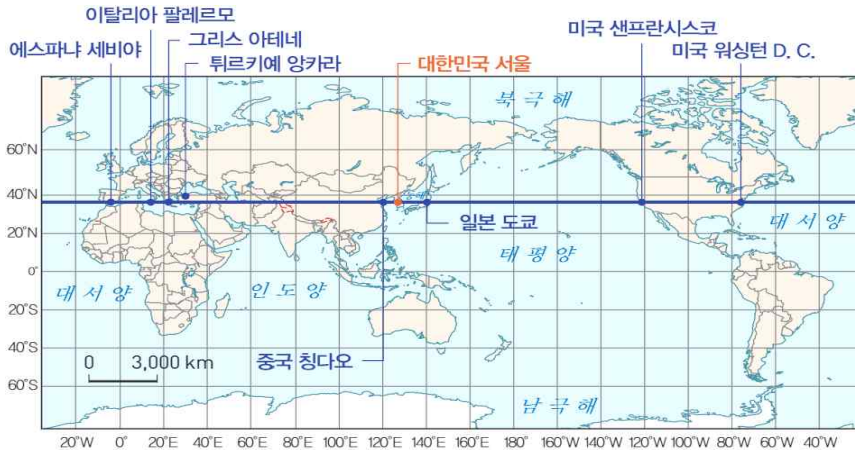 이탈리아 팔레르모
에스파냐 세비야
그리스 아테네
튀르키예 앙카라
대한민국 서울
미국 샌프란시스코
미국 워싱턴 D. C.
북극해
60°N
40°N
20°N
0°
20°S
40°S
60°S
일본 도쿄
대서양
태평양
대서양
인도양
0 3,000 km
중국 칭다오
남극해
20°W 0° 20°E 40°E 60°E 80°E 100°E 120°E 140°E 160°E 180° 160°W 140°W 120°W 100°W 80°W 60°W 40°W